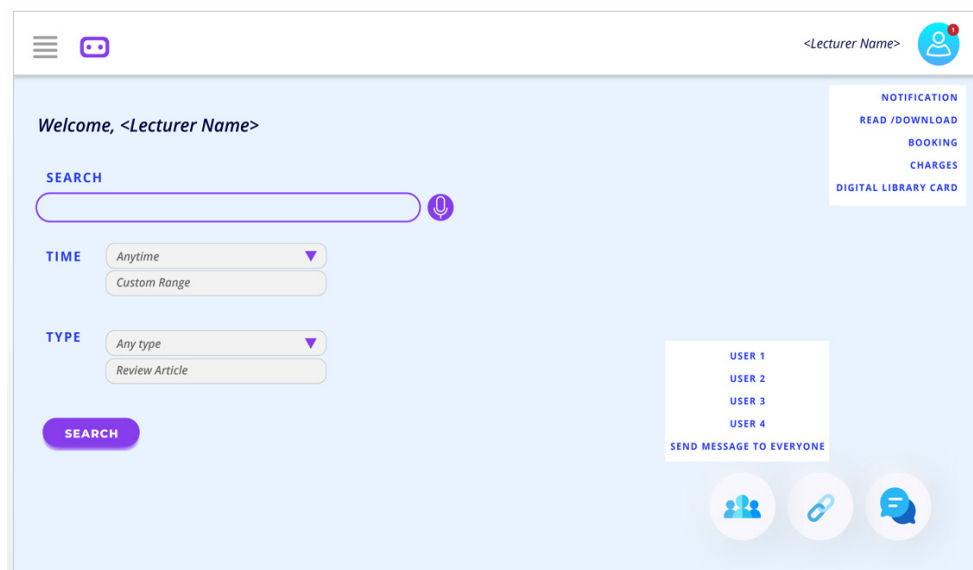 <Lecturer Name>
1
NOTIFICATION
READ /DOWNLOAD
BOOKING
CHARGES
DIGITAL LIBRARY CARD
Welcome, <Lecturer Name>
SEARCH
TIME
Anytime
Custom Range
TYPE
Any type
Review Article
SEARCH
USER 1
USER 2
USER 3
USER 4
SEND MESSAGE TO EVERYONE